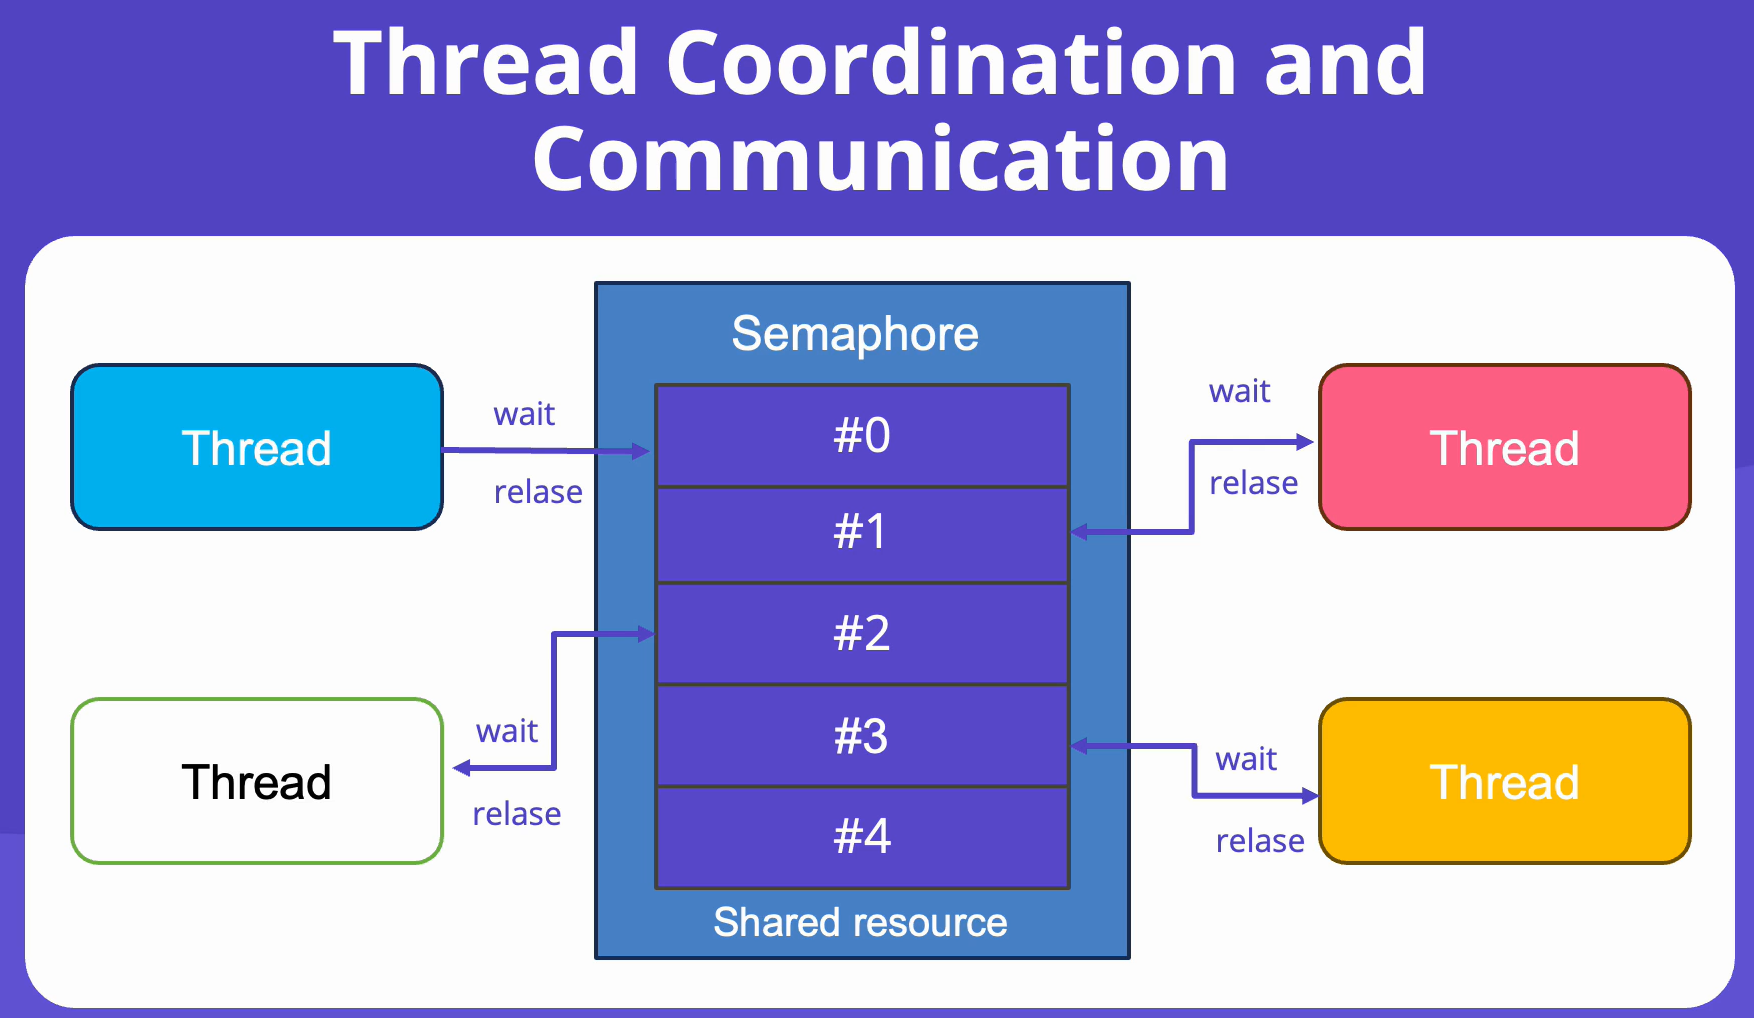 Thread Coordination and
Communication
Semaphore
Thread
wait
relase
#0
#1
#2
#3
#4
wait
relase
Thread
Thread
wait
relase
wait
relase
Thread
Shared resource